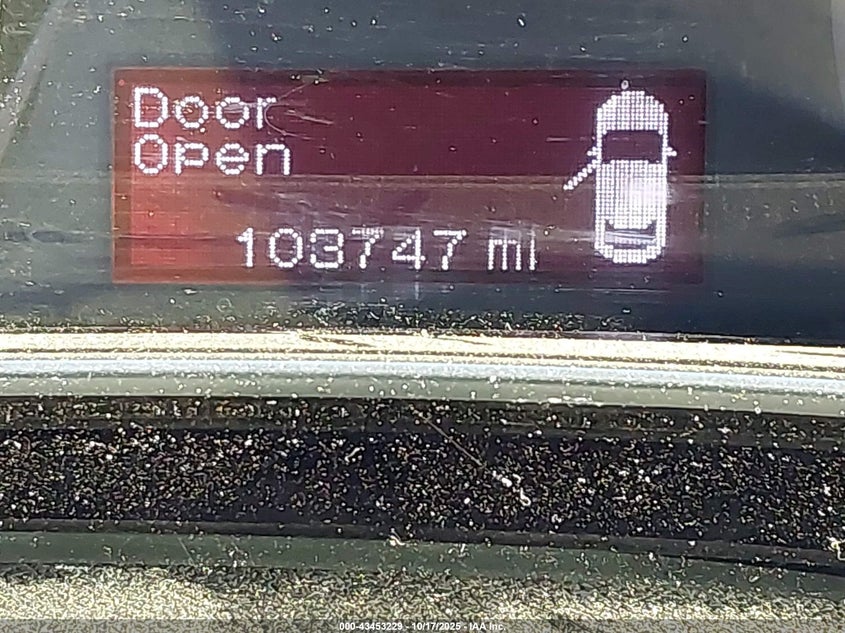 Door
Open
103747 mi
000-43453229 - 10/17/2025 - IAA Inc.